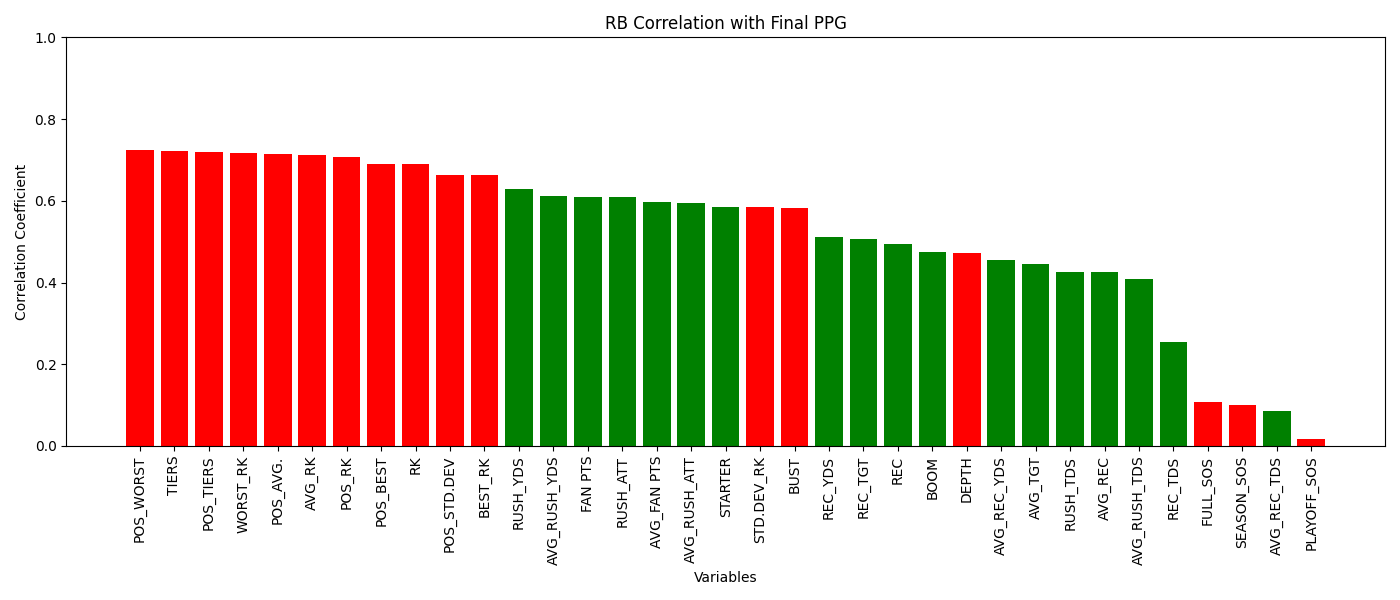 RB Correlation with Final PPG
Correlation Coefficient
1.0
0.8
0.6
0.4
0.2
0.0
POS_WORST
TIERS
POS_TIERS
WORST_RK
POS_AVG.
AVG_RK
POS_RK
POS_BEST
RK
POS_STD.DEV
BEST_RK
RUSH_YDS
AVG_RUSH_YDS
FAN PTS
RUSH_ATT
AVG_FAN PTS
AVG_RUSH_ATT
STARTER
STD.DEV_RK
BUST
REC_YDS
REC_TGT
REC
BOOM
DEPTH
AVG_REC_YDS
AVG_TGT
RUSH_TDS
AVG_REC
AVG_RUSH_TDS
REC_TDS
FULL_SOS
SEASON_SOS
AVG_REC_TDS
PLAYOFF_SOS
Variables